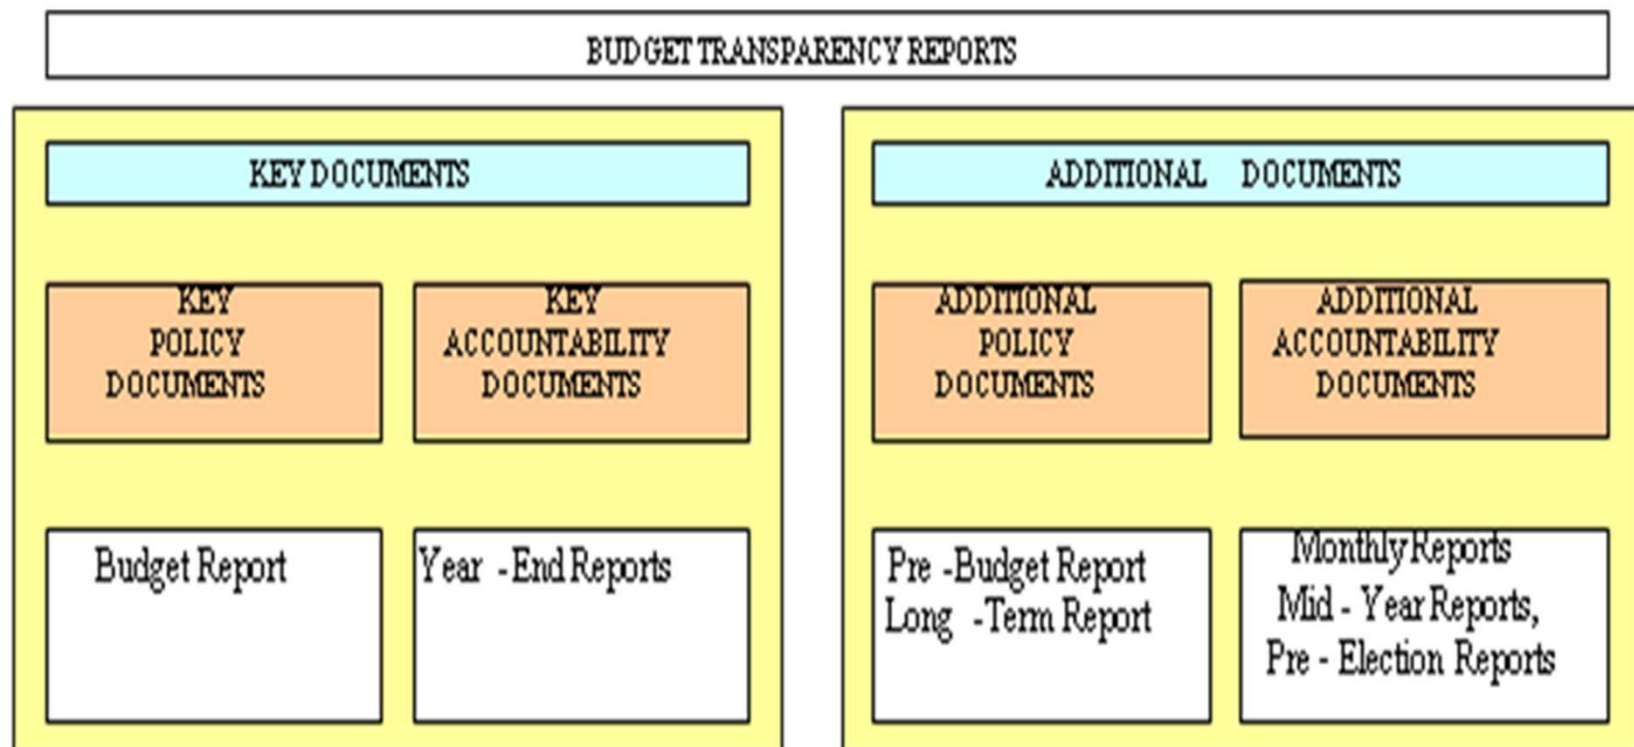 BUDGET TRANSPARENCY REPORTS
KEY DOCUMENTS
KEY
POLICY
DOCUMENTS
KEY
ACCOUNTABILITY
DOCUMENTS
Budget Report
Year -End Reports
ADDITIONAL DOCUMENTS
ADDITIONAL
POLICY
DOCUMENTS
ADDITIONAL
ACCOUNTABILITY
DOCUMENTS
Pre -Budget Report
Long -Term Report
Monthly Reports
Mid - Year Reports,
Pre - Election Reports